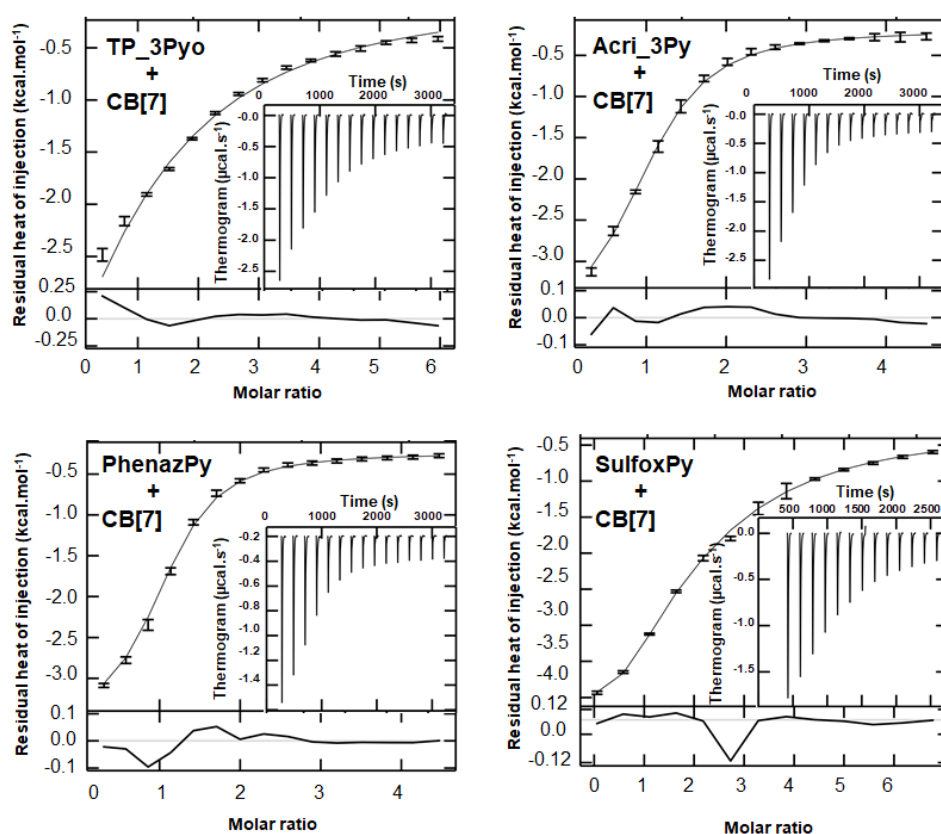 Residual heat of injection (kcal.mol⁻¹)
-0.5
-1.0
-1.5
-2.0
-2.5
0.25
0.0
-0.25
TP_3Pyo
+
CB[7]
Time (s)
0 1000 2000 3000
Thermogram (µcal.s⁻¹)
-0.0
-0.5
-1.0
-1.5
-2.0
-2.5
0 1 2 3 4 5 6
Molar ratio
Residual heat of injection (kcal.mol⁻¹)
-0.5
-1.0
-1.5
-2.0
-2.5
-3.0
0.1
0.0
-0.1
Acri_3Py
+
CB[7]
Time (s)
0 1000 2000 3000
Thermogram (µcal.s⁻¹)
-0.0
-0.5
-1.0
-1.5
-2.0
-2.5
0 1 2 3 4
Molar ratio
Residual heat of injection (kcal.mol⁻¹)
-0.5
-1.0
-1.5
-2.0
-2.5
-3.0
0.1
0.0
-0.1
PhenazPy
+
CB[7]
Time (s)
0 1000 2000 3000
Thermogram (µcal.s⁻¹)
-0.2
-0.4
-0.6
-0.8
-1.0
-1.2
-1.4
0 1 2 3 4
Molar ratio
Residual heat of injection (kcal.mol⁻¹)
-0.5
-1.0
-1.5
-2.0
-2.5
-3.0
-3.5
-4.0
0.12
0.0
-0.12
SulfoxPy
+
CB[7]
Time (s)
500 1000 1500 2000 2500
Thermogram (µcal.s⁻¹)
0.0
-0.5
-1.0
-1.5
0 1 2 3 4 5 6
Molar ratio